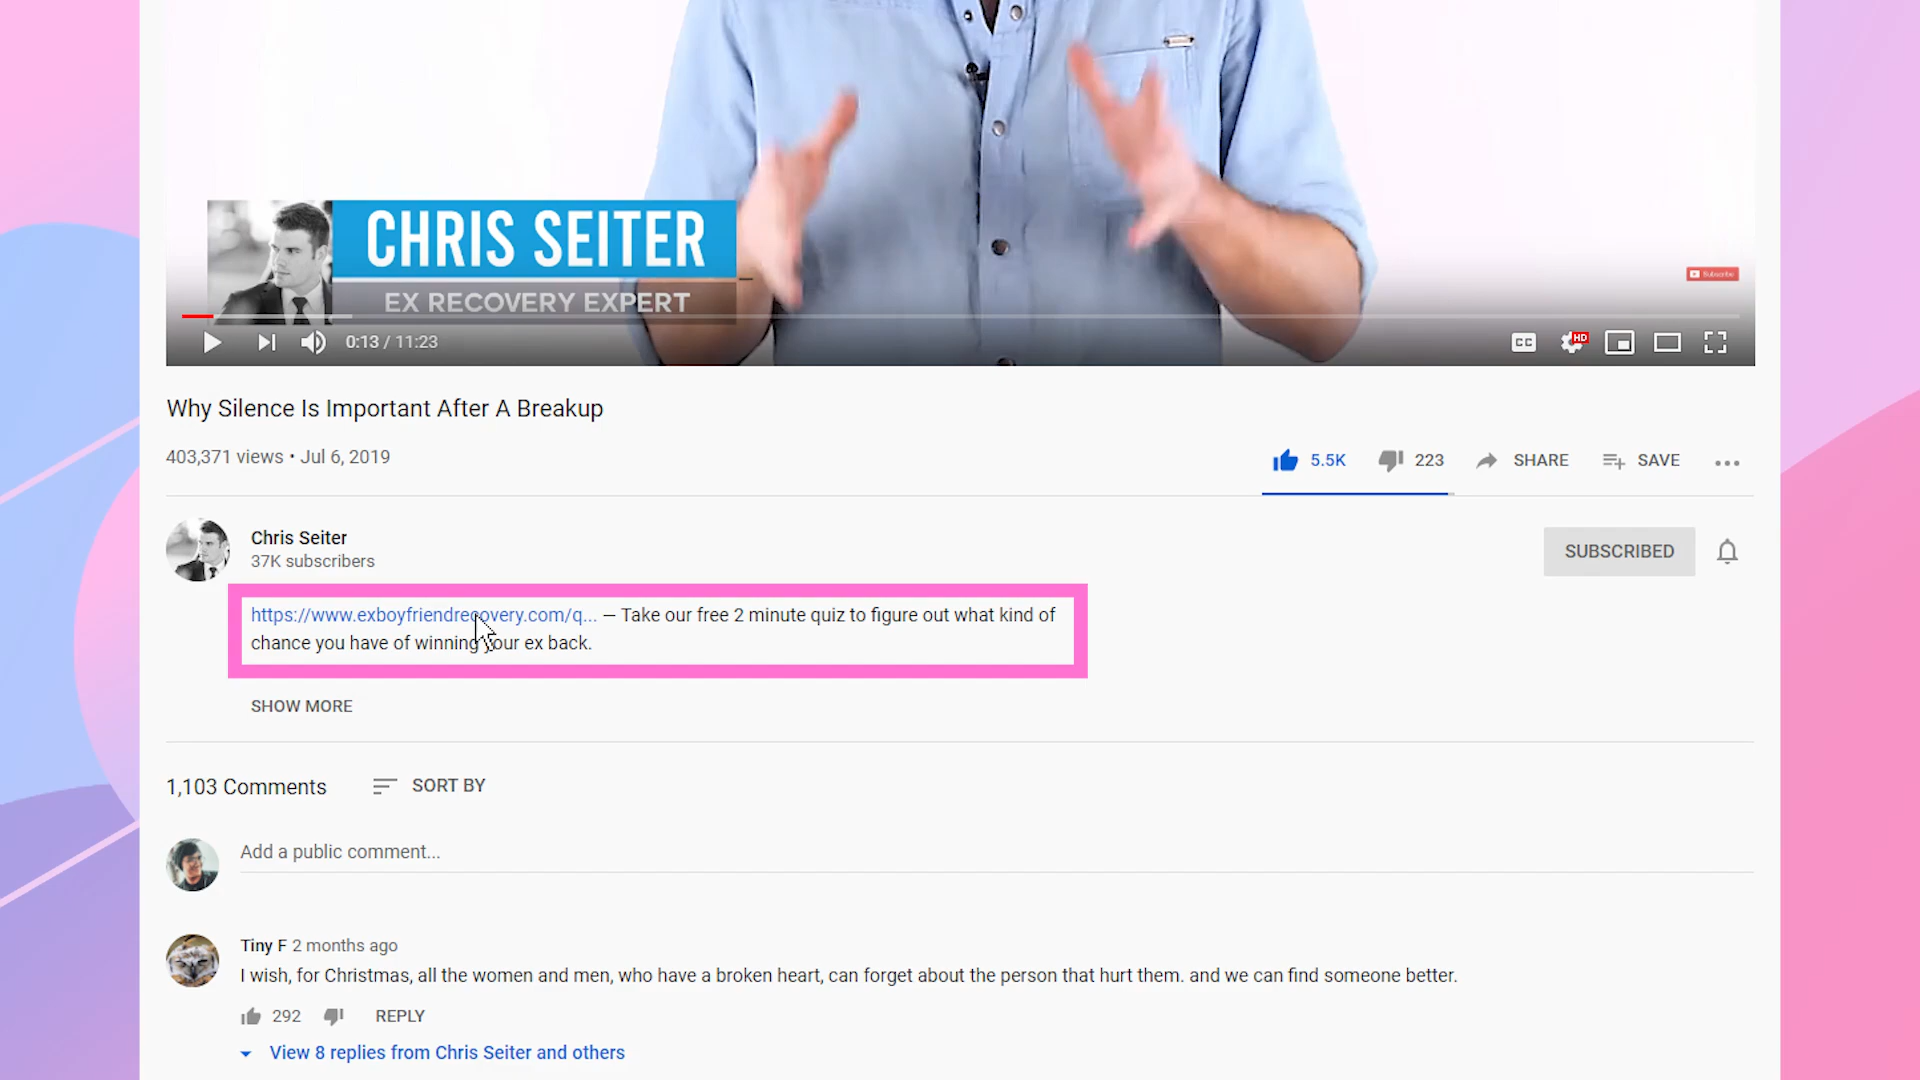 CHRIS SEITER
EX RECOVERY EXPERT
Subscribe
0:13 / 11:23
CC
HD
Why Silence Is Important After A Breakup
403,371 views • Jul 6, 2019
5.5K
223
SHARE
SAVE
Chris Seiter
37K subscribers
SUBSCRIBED
https://www.exboyfriendrecovery.com/q... — Take our free 2 minute quiz to figure out what kind of
chance you have of winning your ex back.
SHOW MORE
1,103 Comments
SORT BY
Add a public comment...
Tiny F 2 months ago
I wish, for Christmas, all the women and men, who have a broken heart, can forget about the person that hurt them. and we can find someone better.
292
REPLY
View 8 replies from Chris Seiter and others